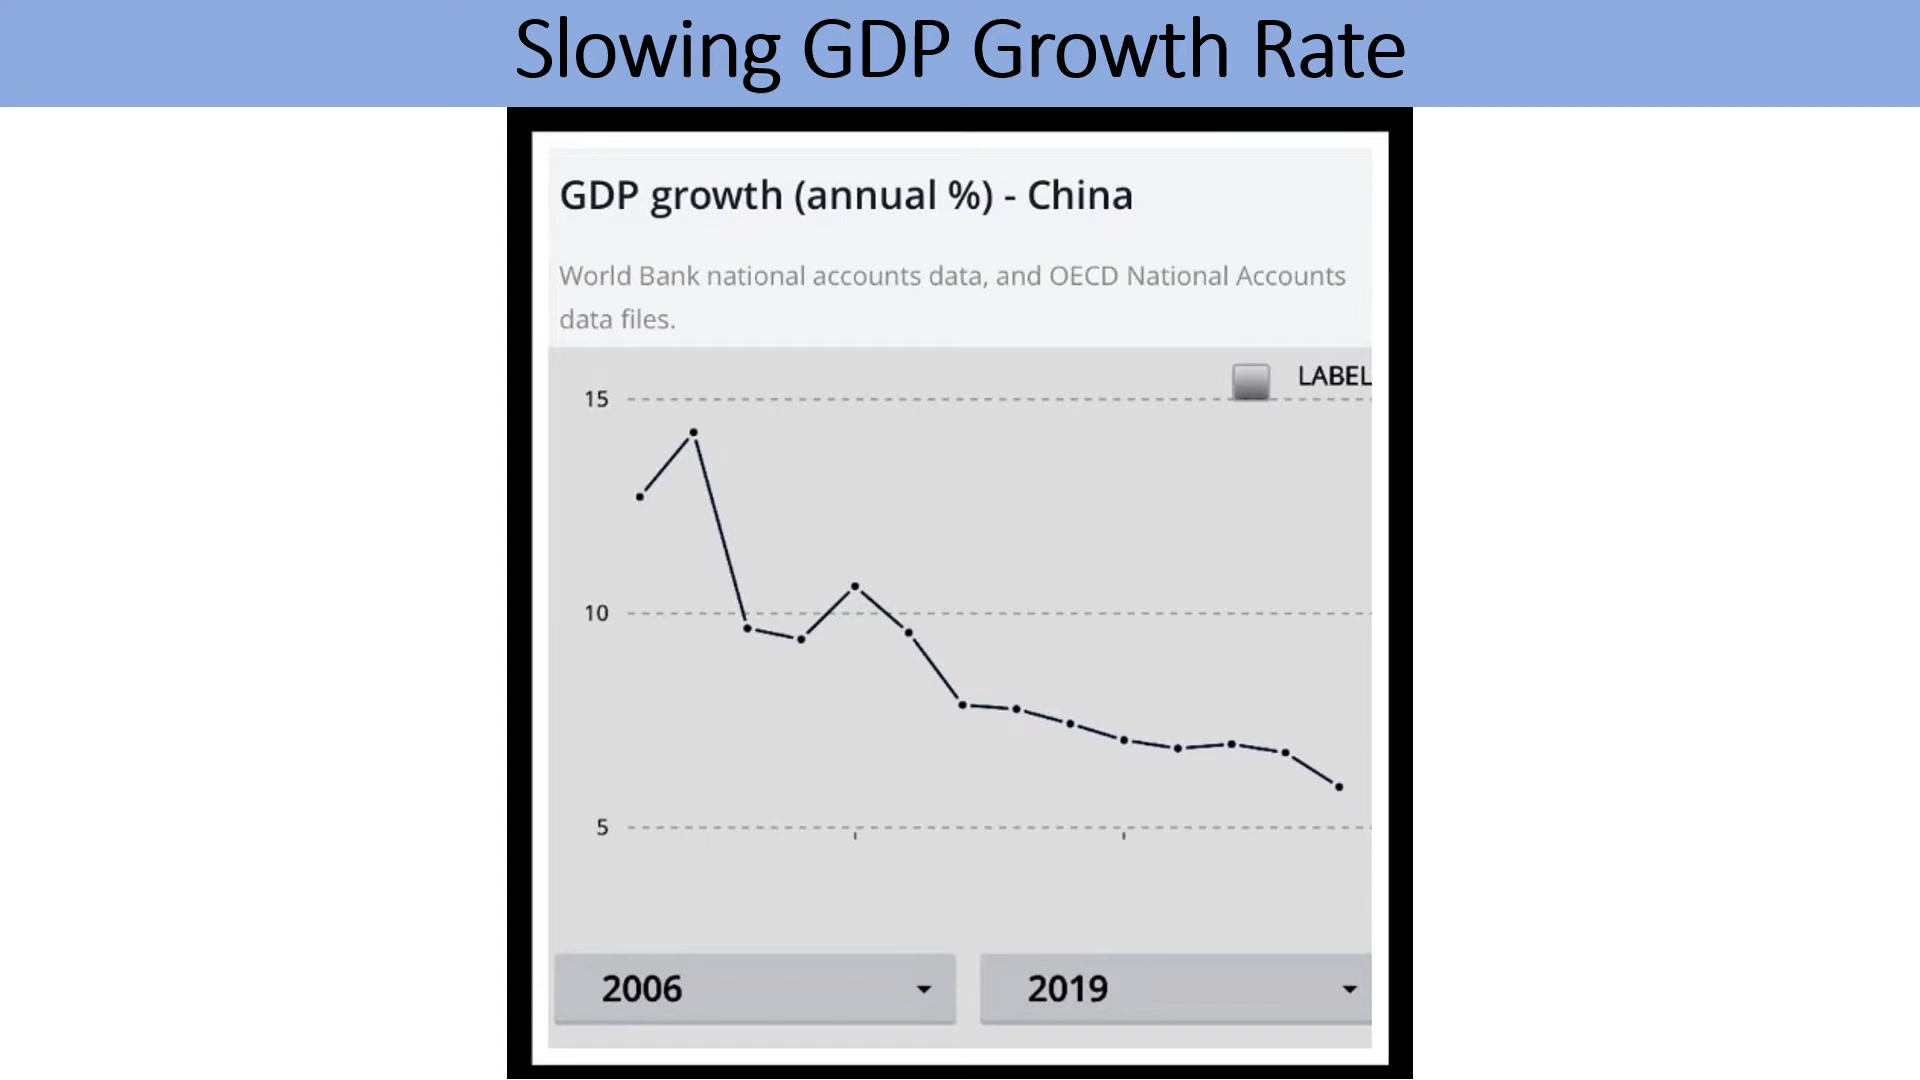 Slowing GDP Growth Rate
GDP growth (annual %) - China
World Bank national accounts data, and OECD National Accounts
data files.
LABEL
15
10
5
2006
2019